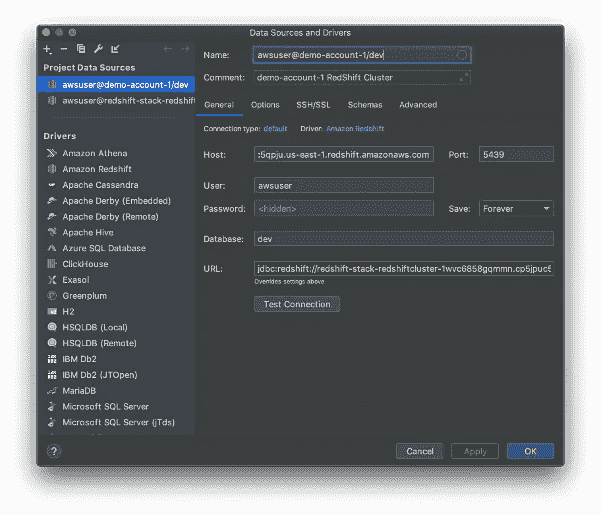 Data Sources and Drivers
Project Data Sources
awsuser@demo-account-1/dev
awsuser@redshift-stack-redshift
Drivers
Amazon Athena
Amazon Redshift
Apache Cassandra
Apache Derby (Embedded)
Apache Derby (Remote)
Apache Hive
Azure SQL Database
ClickHouse
Exasol
Greenplum
H2
HSQLDB (Local)
HSQLDB (Remote)
IBM Db2
IBM Db2 (JTOpen)
MariaDB
Microsoft SQL Server
Microsoft SQL Server (jTds)
Name: awsuser@demo-account-1/dev
Comment: demo-account-1 RedShift Cluster
General Options SSH/SSL Schemas Advanced
Connection type: default Driver: Amazon Redshift
Host: :5qpju.us-east-1.redshift.amazonaws.com Port: 5439
User: awsuser
Password: <hidden> Save: Forever
Database: dev
URL: jdbc:redshift://redshift-stack-redshiftcluster-1wvc6858gqmmn.cp5jpuc5
Overrides settings above
Test Connection
? Cancel Apply OK